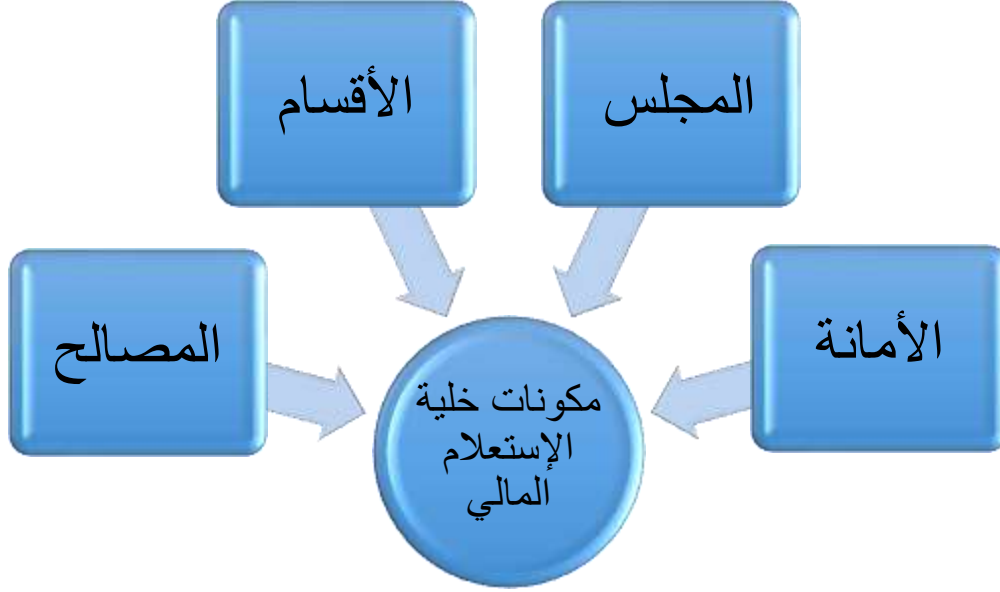 المجلس
الأقسام
الأمانة
المصالح
مكونات خلية
الإستعلام
المالي